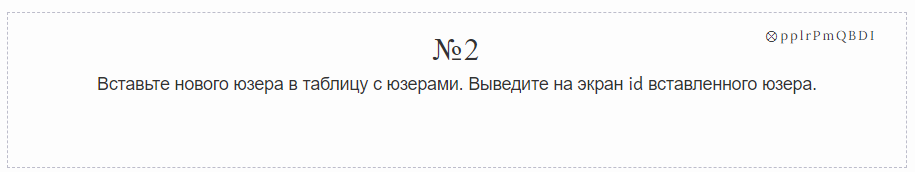 №2
⊗pplrPmQBDI
Вставьте нового юзера в таблицу с юзерами. Выведите на экран id вставленного юзера.